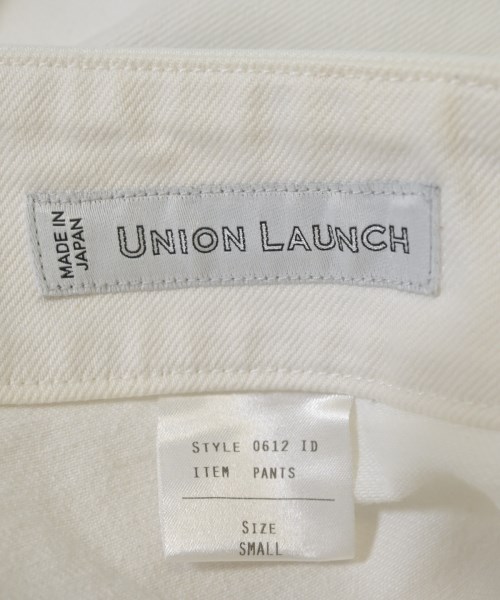 MADE IN
JAPAN
UNION LAUNCH
STYLE 0612 ID
ITEM PANTS
SIZE
SMALL